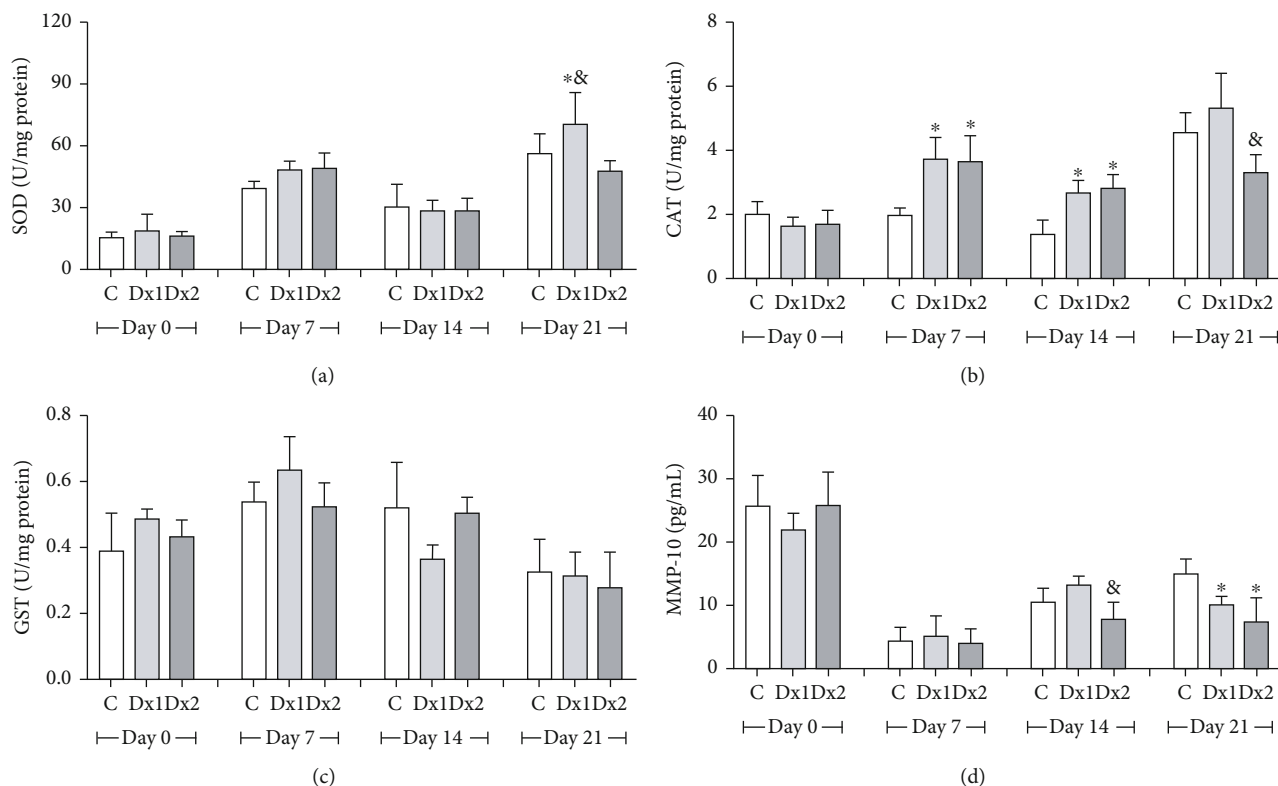 SOD (U/mg protein)
120
90
60
30
0
*&
C Dx1Dx2 C Dx1Dx2 C Dx1Dx2 C Dx1Dx2
Day 0 Day 7 Day 14 Day 21
(a)
CAT (U/mg protein)
8
6
4
2
0
* * * * &
C Dx1Dx2 C Dx1Dx2 C Dx1Dx2 C Dx1Dx2
Day 0 Day 7 Day 14 Day 21
(b)
GST (U/mg protein)
0.8
0.6
0.4
0.2
0.0
C Dx1Dx2 C Dx1Dx2 C Dx1Dx2 C Dx1Dx2
Day 0 Day 7 Day 14 Day 21
(c)
MMP-10 (pg/mL)
40
30
20
10
0
& * *
C Dx1Dx2 C Dx1Dx2 C Dx1Dx2 C Dx1Dx2
Day 0 Day 7 Day 14 Day 21
(d)